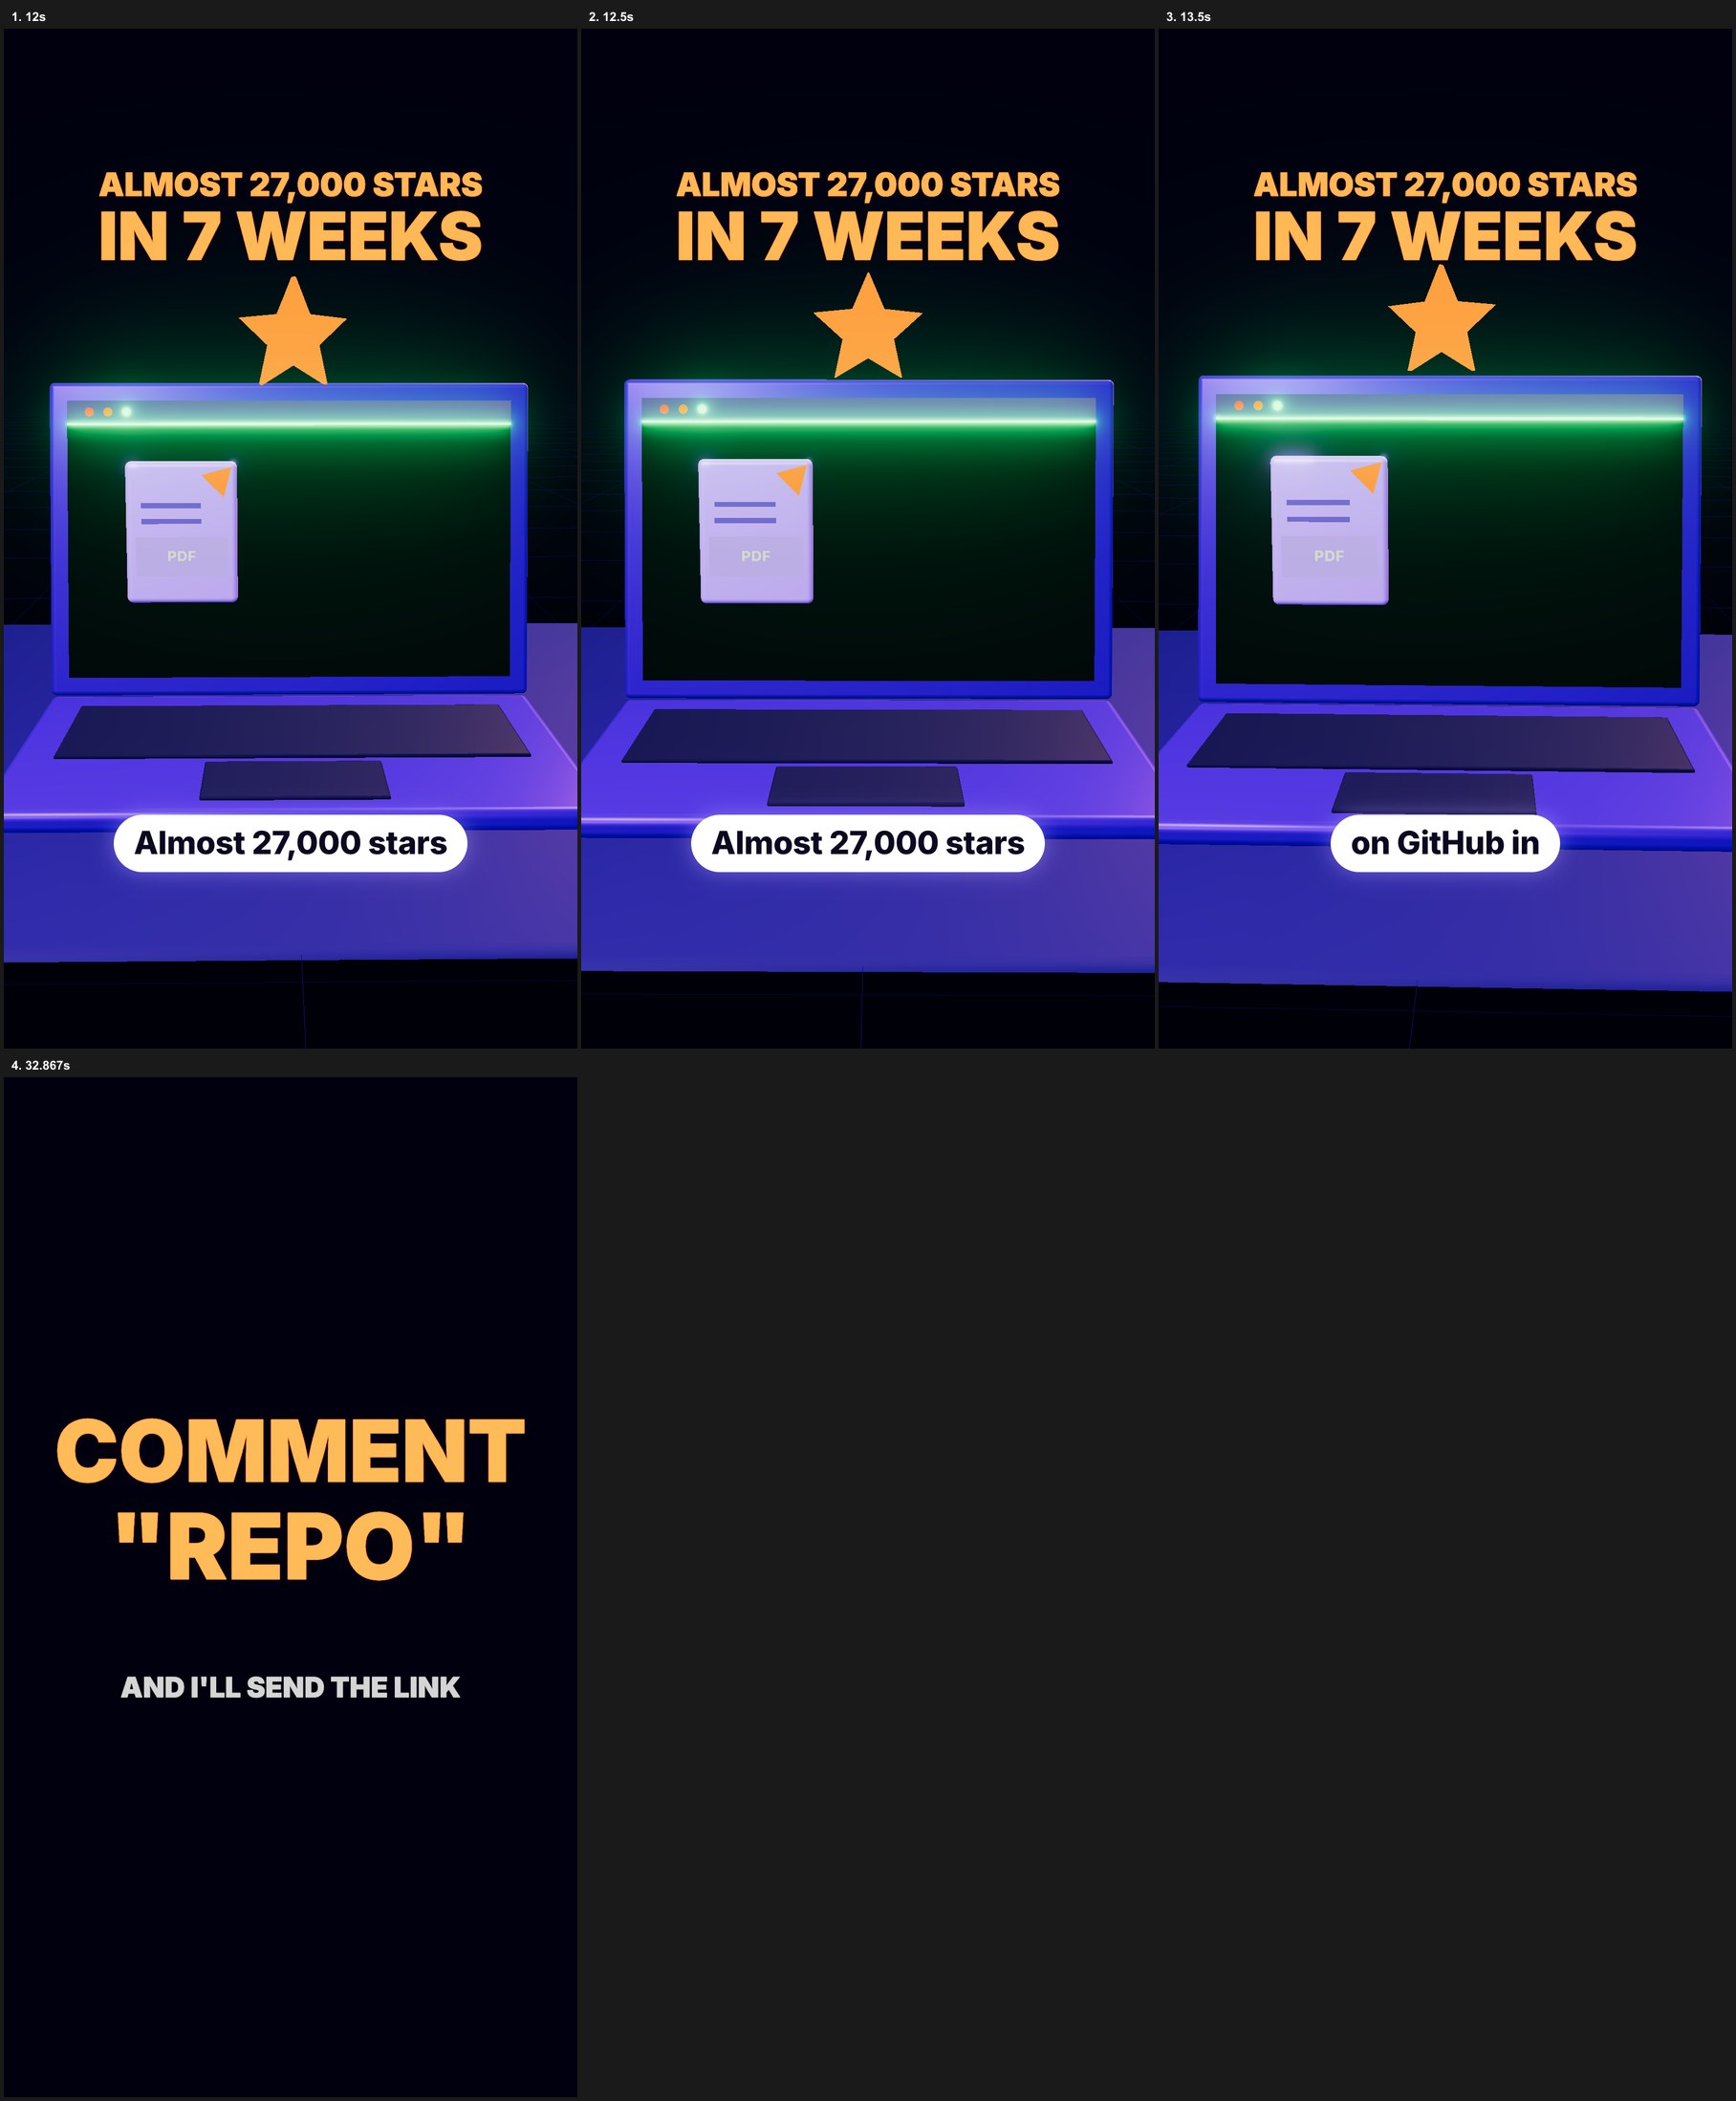 1. 12s
ALMOST 27,000 STARS
IN 7 WEEKS
PDF
Almost 27,000 stars
2. 12.5s
ALMOST 27,000 STARS
IN 7 WEEKS
PDF
Almost 27,000 stars
3. 13.5s
ALMOST 27,000 STARS
IN 7 WEEKS
PDF
on GitHub in
4. 32.867s
COMMENT
"REPO"
AND I'LL SEND THE LINK